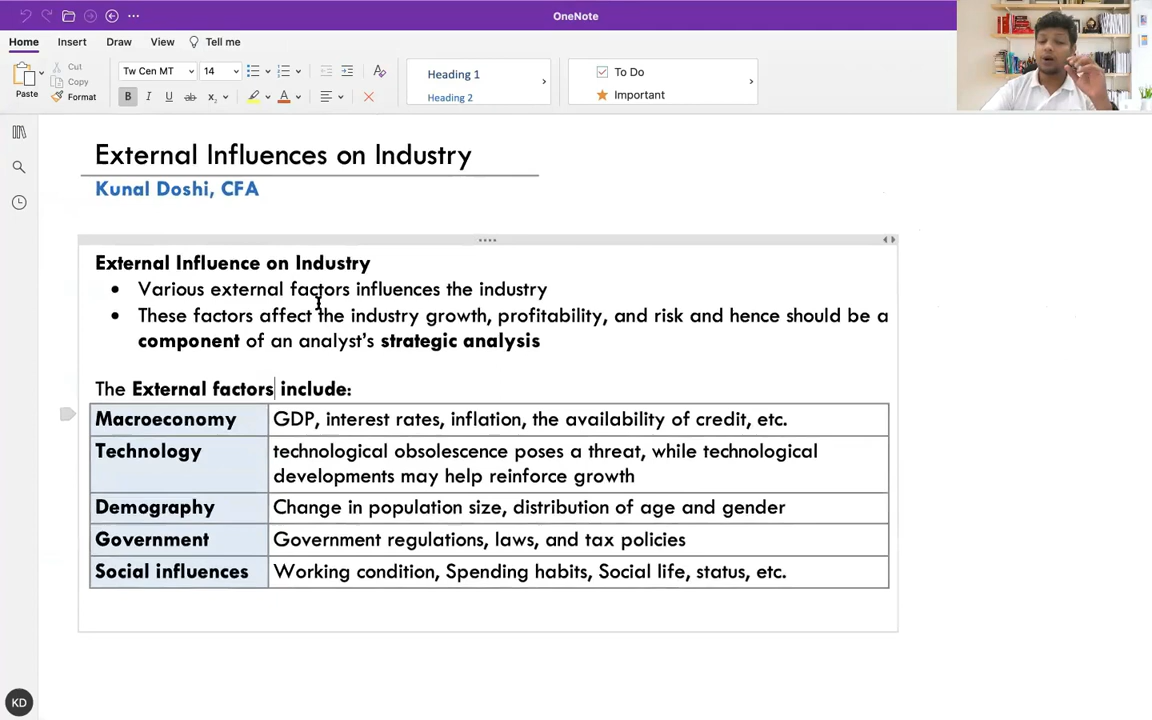 OneNote
Home Insert Draw View Tell me
Cut
Copy
Paste Format
Tw Cen MT 14
B I U ab x₂ A
Heading 1
Heading 2
To Do
Important
External Influences on Industry
Kunal Doshi, CFA
External Influence on Industry
• Various external factors influences the industry
• These factors affect the industry growth, profitability, and risk and hence should be a
component of an analyst's strategic analysis
The External factors include:
Macroeconomy GDP, interest rates, inflation, the availability of credit, etc.
Technology technological obsolescence poses a threat, while technological
developments may help reinforce growth
Demography Change in population size, distribution of age and gender
Government Government regulations, laws, and tax policies
Social influences Working condition, Spending habits, Social life, status, etc.
KD